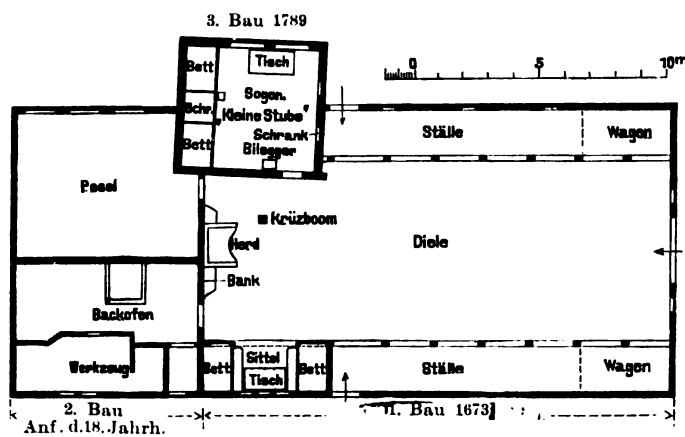 3. Bau 1789
0 5 10m
Bett Tisch
Sogen.
Schr. "Kleine Stube"
Schrank
Bett Bilegger
Ställe Wagen
Pesel
Krüzboom
Herd Diele
Bank
Backofen
Werkzeug Bett Sittel Bett Ställe Wagen
Tisch
2. Bau 1. Bau 1673
Anf. d. 18. Jahrh.